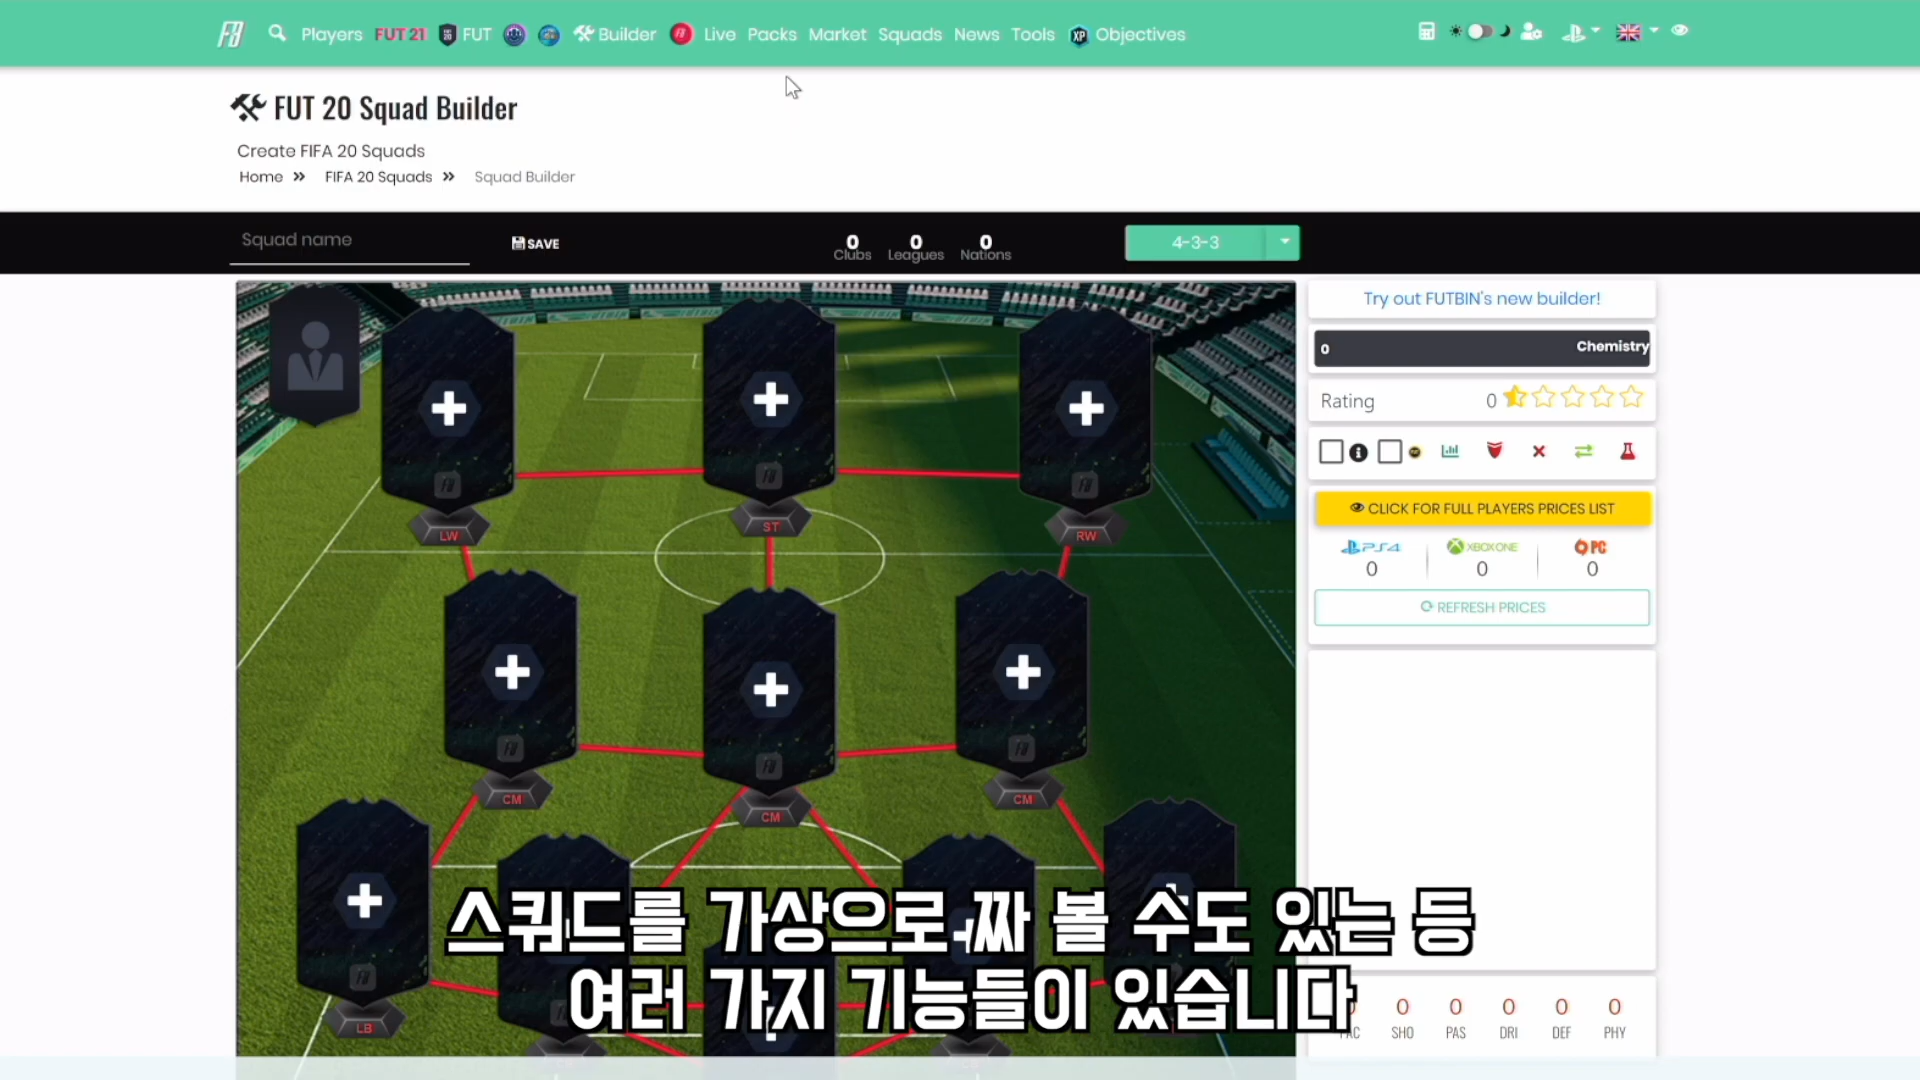 Players FUT 21 FUT Builder Live Packs Market Squads News Tools XP Objectives
FUT 20 Squad Builder
Create FIFA 20 Squads
Home » FIFA 20 Squads » Squad Builder
Squad name
SAVE
0 0 0
Clubs Leagues Nations
4-3-3
Try out FUTBIN's new builder!
0 Chemistry
Rating 0
CLICK FOR FULL PLAYERS PRICES LIST
PS4 XBOX ONE PC
0 0 0
REFRESH PRICES
LW ST RW
CM CM CM
LB
스쿼드를 가상으로 짜 볼 수도 있는 등
여러 가지 기능들이 있습니다
0 0 0 0 0
SHO PAS DRI DEF PHY